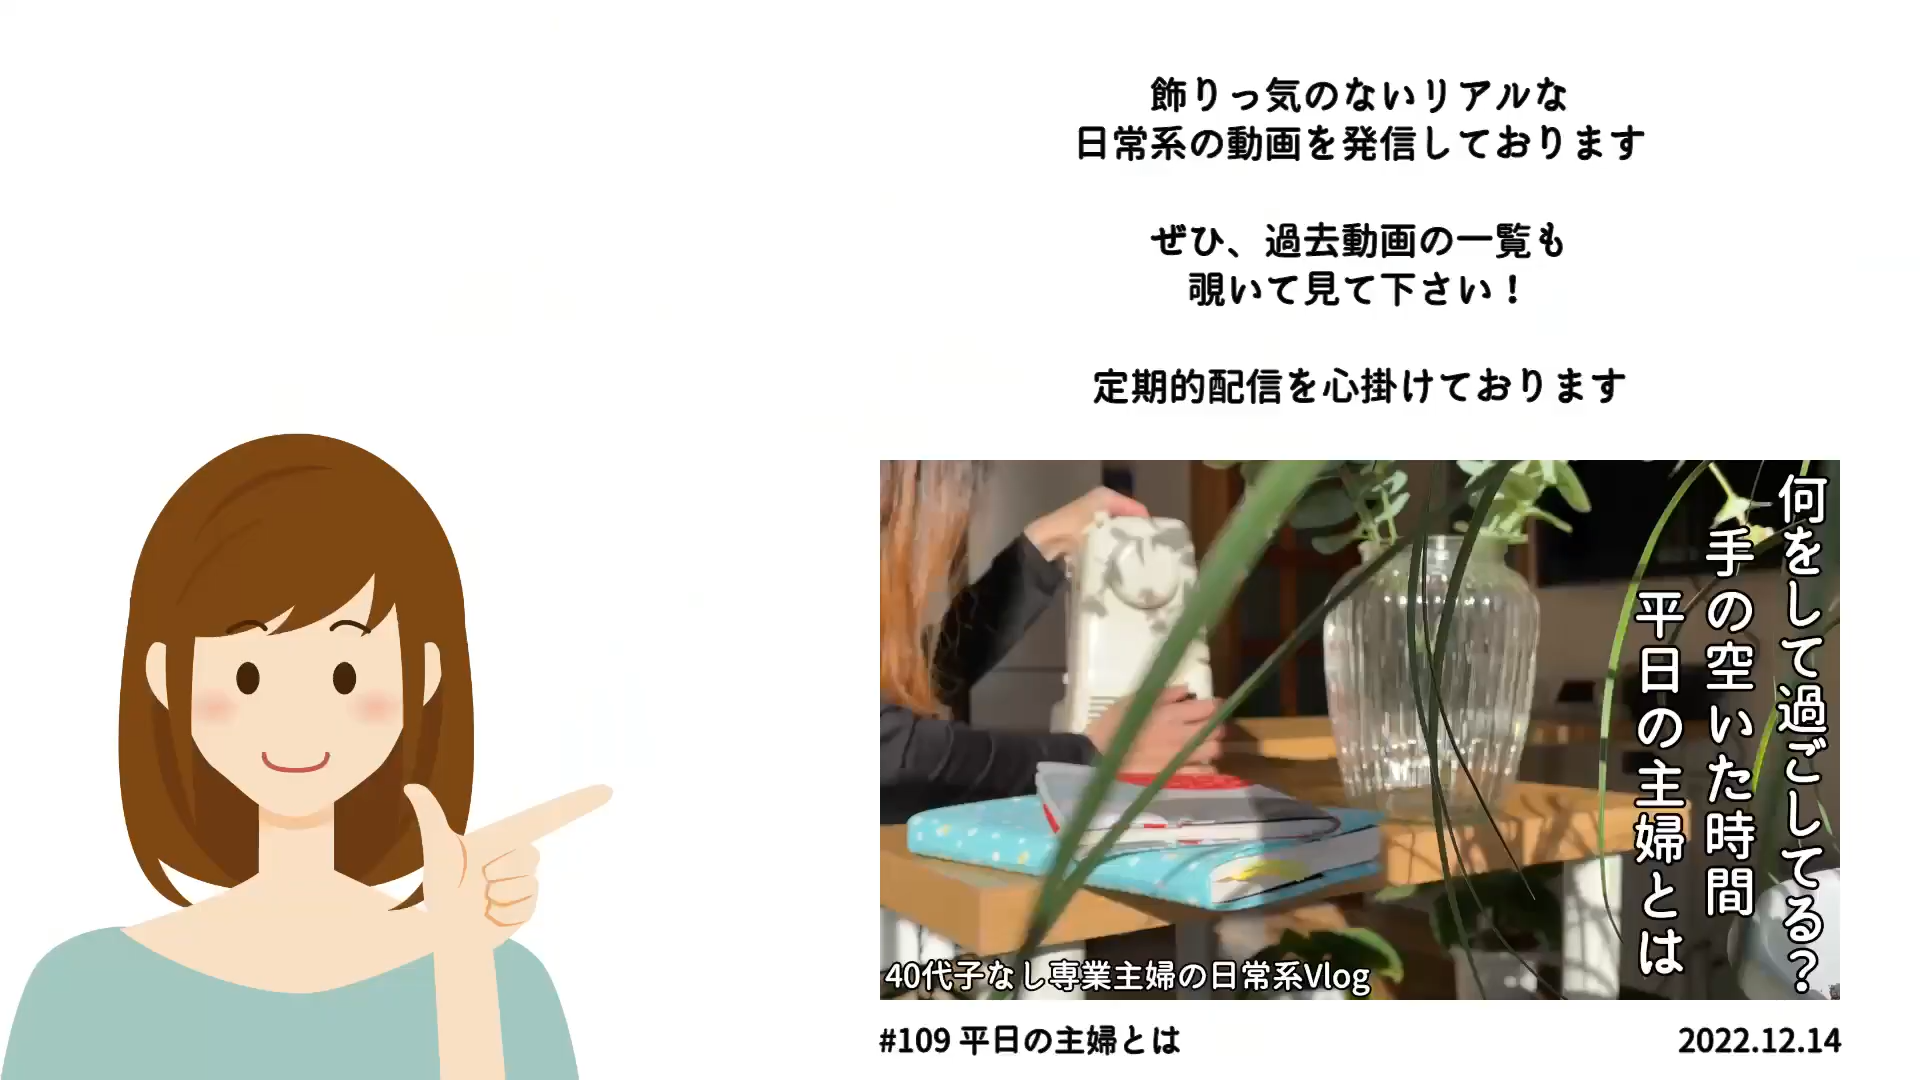 飾りっ気のないリアルな
日常系の動画を発信しております
ぜひ、過去動画の一覧も
覗いて見て下さい！
定期的配信を心掛けております
何をして過ごしてる？
手の空いた時間
平日の主婦とは
40代子なし専業主婦の日常系Vlog
#109 平日の主婦とは
2022.12.14